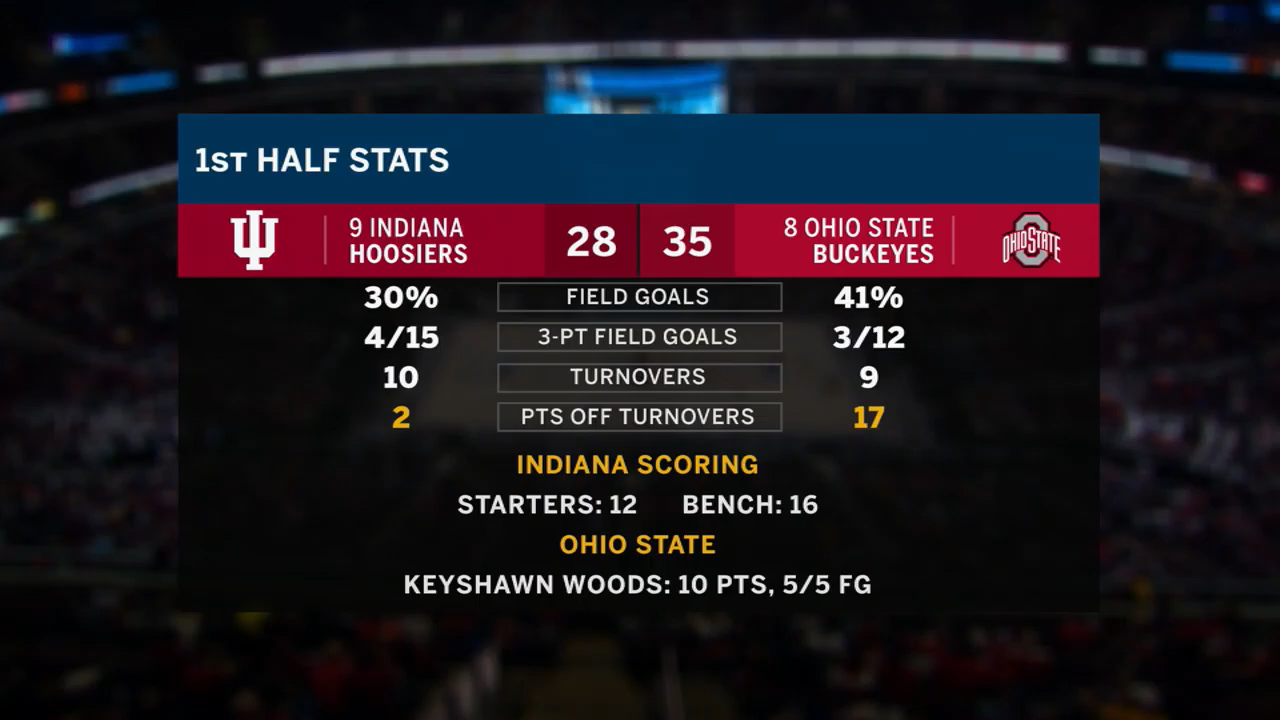 1ST HALF STATS
9 INDIANA
HOOSIERS
28
35
8 OHIO STATE
BUCKEYES
OHIO STATE
30% FIELD GOALS 41%
4/15 3-PT FIELD GOALS 3/12
10 TURNOVERS 9
2 PTS OFF TURNOVERS 17
INDIANA SCORING
STARTERS: 12 BENCH: 16
OHIO STATE
KEYSHAWN WOODS: 10 PTS, 5/5 FG